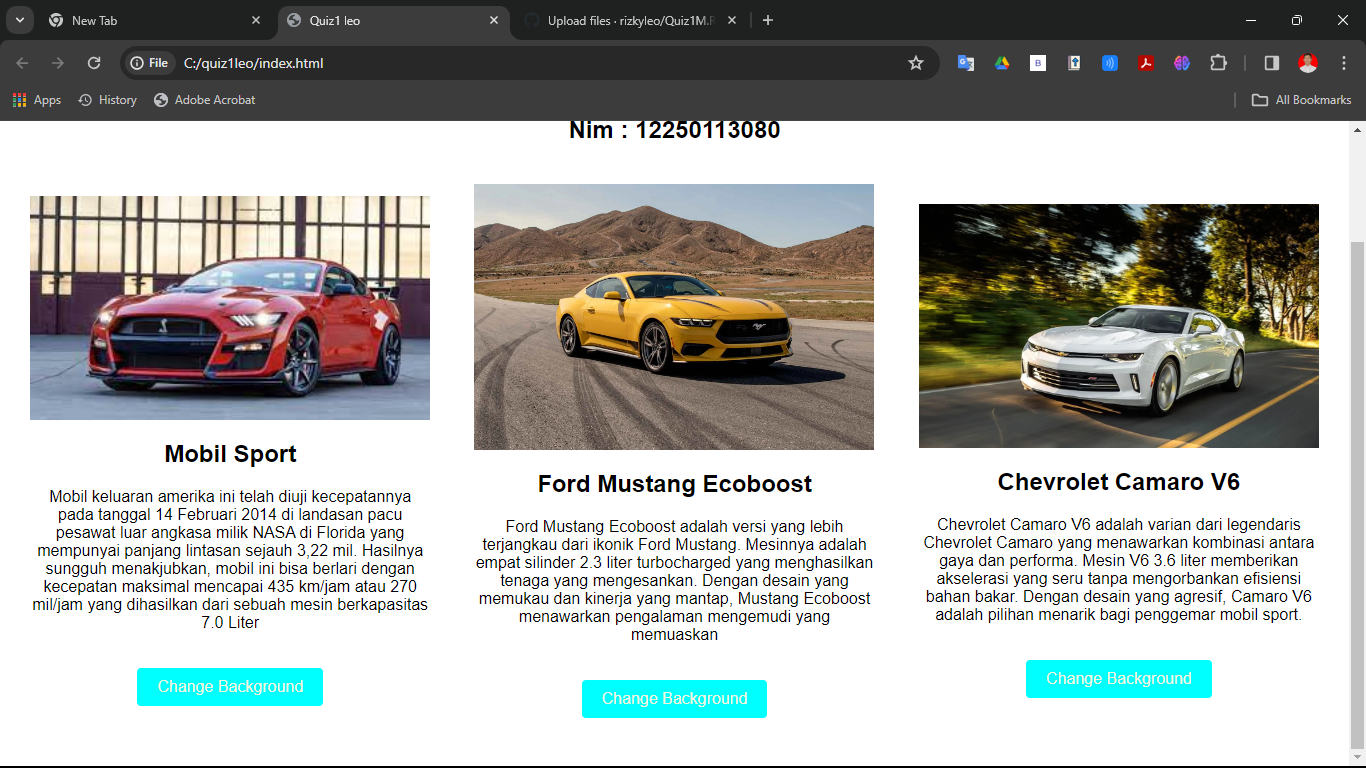 New Tab
Quiz1 leo
Upload files · rizkyleo/Quiz1M.R
File
C:/quiz1leo/index.html
Apps
History
Adobe Acrobat
All Bookmarks
Nim : 12250113080
Mobil Sport
Mobil keluaran amerika ini telah diuji kecepatannya
pada tanggal 14 Februari 2014 di landasan pacu
pesawat luar angkasa milik NASA di Florida yang
mempunyai panjang lintasan sejauh 3,22 mil. Hasilnya
sungguh menakjubkan, mobil ini bisa berlari dengan
kecepatan maksimal mencapai 435 km/jam atau 270
mil/jam yang dihasilkan dari sebuah mesin berkapasitas
7.0 Liter
Change Background
Ford Mustang Ecoboost
Ford Mustang Ecoboost adalah versi yang lebih
terjangkau dari ikonik Ford Mustang. Mesinnya adalah
empat silinder 2.3 liter turbocharged yang menghasilkan
tenaga yang mengesankan. Dengan desain yang
memukau dan kinerja yang mantap, Mustang Ecoboost
menawarkan pengalaman mengemudi yang
memuaskan
Change Background
Chevrolet Camaro V6
Chevrolet Camaro V6 adalah varian dari legendaris
Chevrolet Camaro yang menawarkan kombinasi antara
gaya dan performa. Mesin V6 3.6 liter memberikan
akselerasi yang seru tanpa mengorbankan efisiensi
bahan bakar. Dengan desain yang agresif, Camaro V6
adalah pilihan menarik bagi penggemar mobil sport.
Change Background